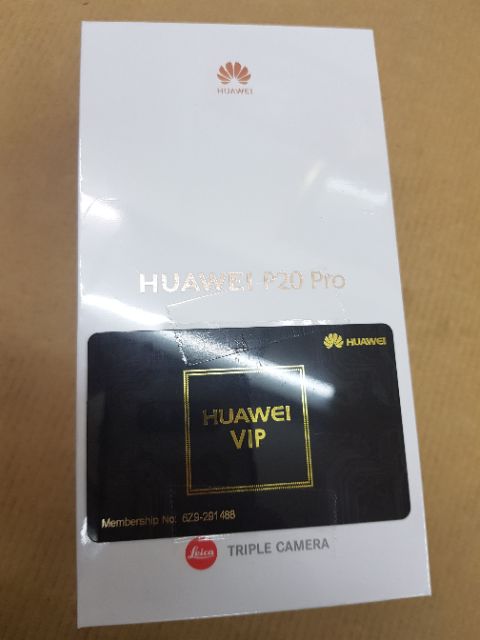 HUAWEI
HUAWEI P20 Pro
HUAWEI
HUAWEI
VIP
Membership No: 6Z9-291488
Leica
TRIPLE CAMERA